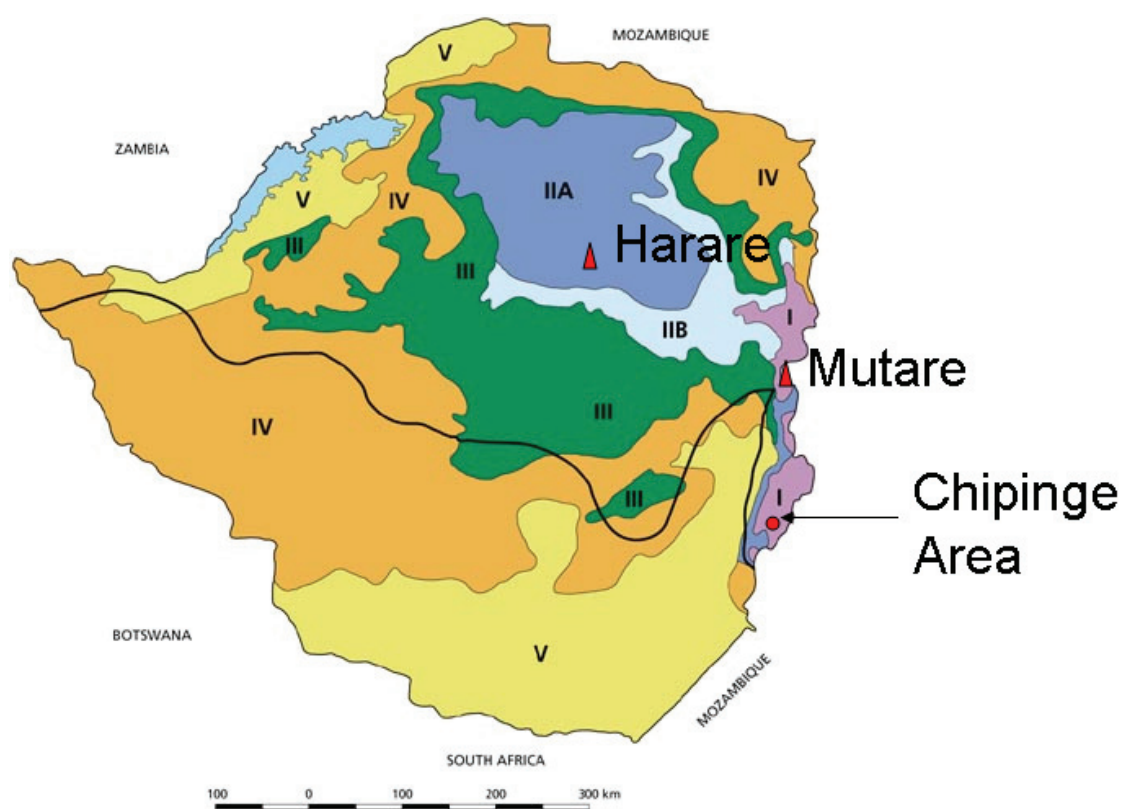 MOZAMBIQUE
V
ZAMBIA
IIA
IV
V
IV
Harare
III
III
I
IIB
Mutare
III
IV
III
I
Chipinge
Area
BOTSWANA
V
MOZAMBIQUE
SOUTH AFRICA
100 0 100 200 300 km